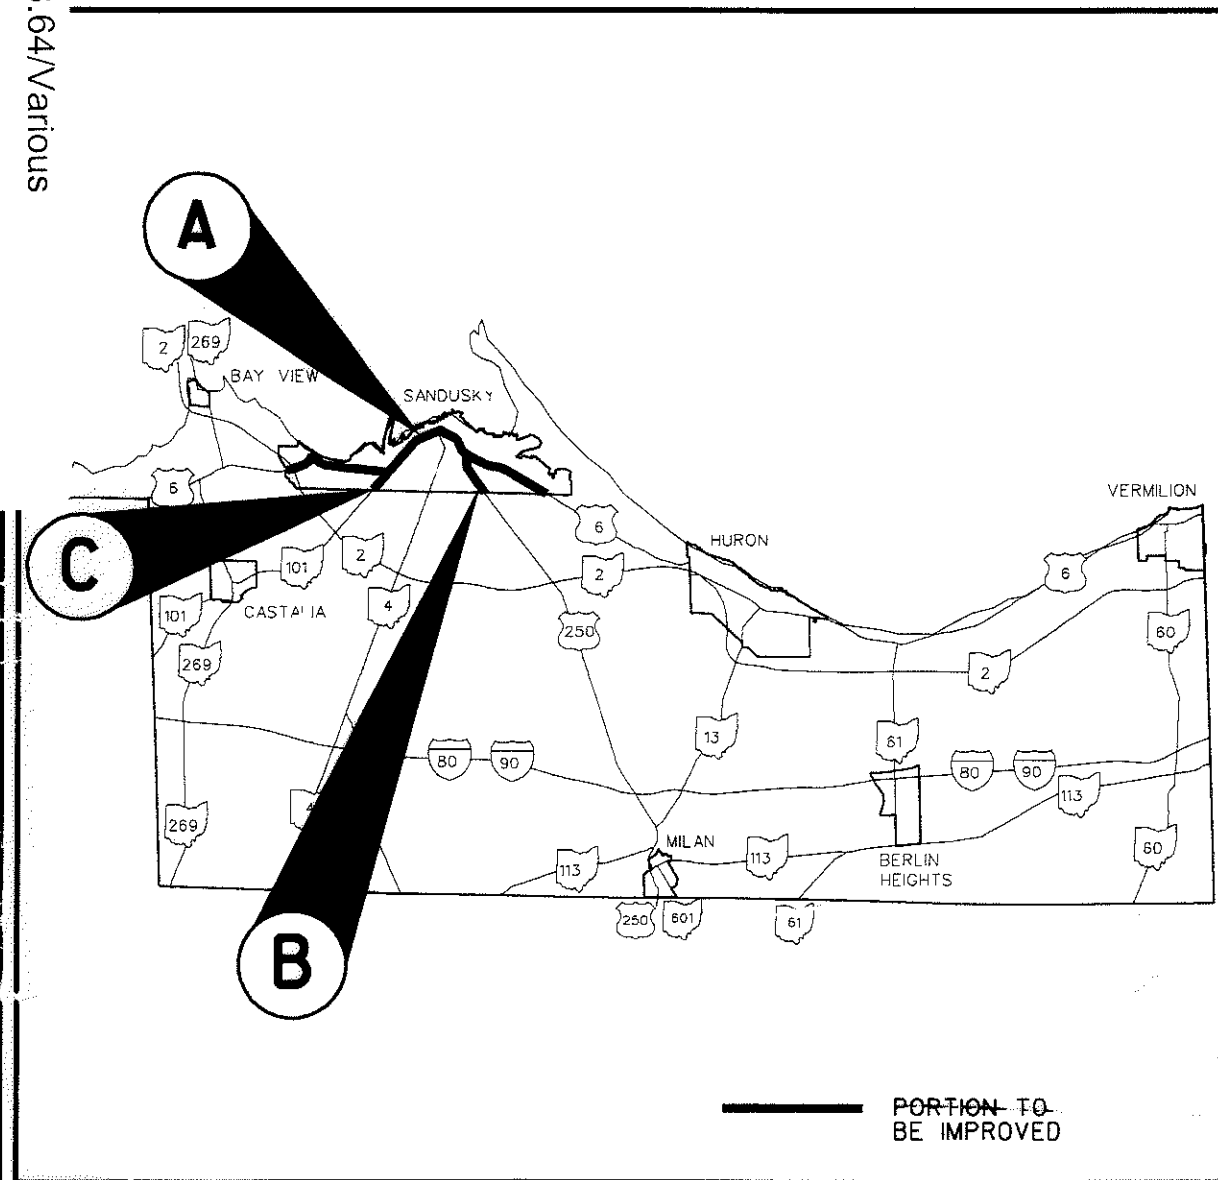 .64/Various
A
2
269
BAY VIEW
SANDUSKY
6
VERMILION
C
101
2
6
HURON
2
6
CASTALIA
4
101
250
60
269
2
13
61
80
90
80
90
113
269
4
MILAN
113
113
60
BERLIN
HEIGHTS
250
601
61
B
PORTION TO
BE IMPROVED